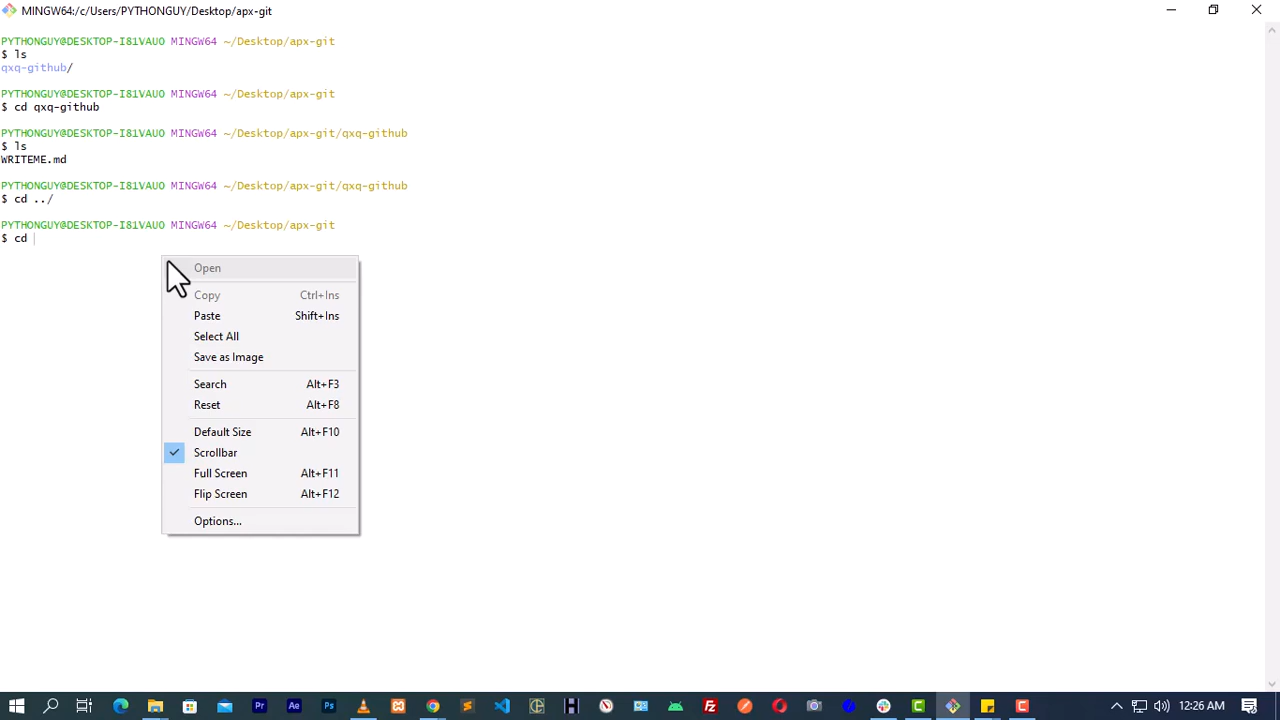 MINGW64:/c/Users/PYTHONGUY/Desktop/apx-git
PYTHONGUY@DESKTOP-I81VAUO MINGW64 ~/Desktop/apx-git
$ ls
qxq-github/
PYTHONGUY@DESKTOP-I81VAUO MINGW64 ~/Desktop/apx-git
$ cd qxq-github
PYTHONGUY@DESKTOP-I81VAUO MINGW64 ~/Desktop/apx-git/qxq-github
$ ls
WRITEME.md
PYTHONGUY@DESKTOP-I81VAUO MINGW64 ~/Desktop/apx-git/qxq-github
$ cd ../
PYTHONGUY@DESKTOP-I81VAUO MINGW64 ~/Desktop/apx-git
$ cd
Open
Copy Ctrl+Ins
Paste Shift+Ins
Select All
Save as Image
Search Alt+F3
Reset Alt+F8
Default Size Alt+F10
Scrollbar
Full Screen Alt+F11
Flip Screen Alt+F12
Options...
Pr Ae Ps Fz C C 12:26 AM